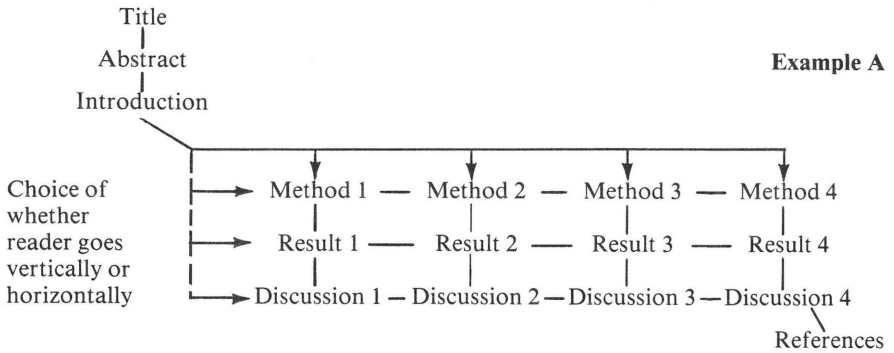 Title
Abstract
Example A
Introduction
Choice of
whether
reader goes
vertically or
horizontally
Method 1 — Method 2 — Method 3 — Method 4
Result 1 — Result 2 — Result 3 — Result 4
Discussion 1 — Discussion 2 — Discussion 3 — Discussion 4
References